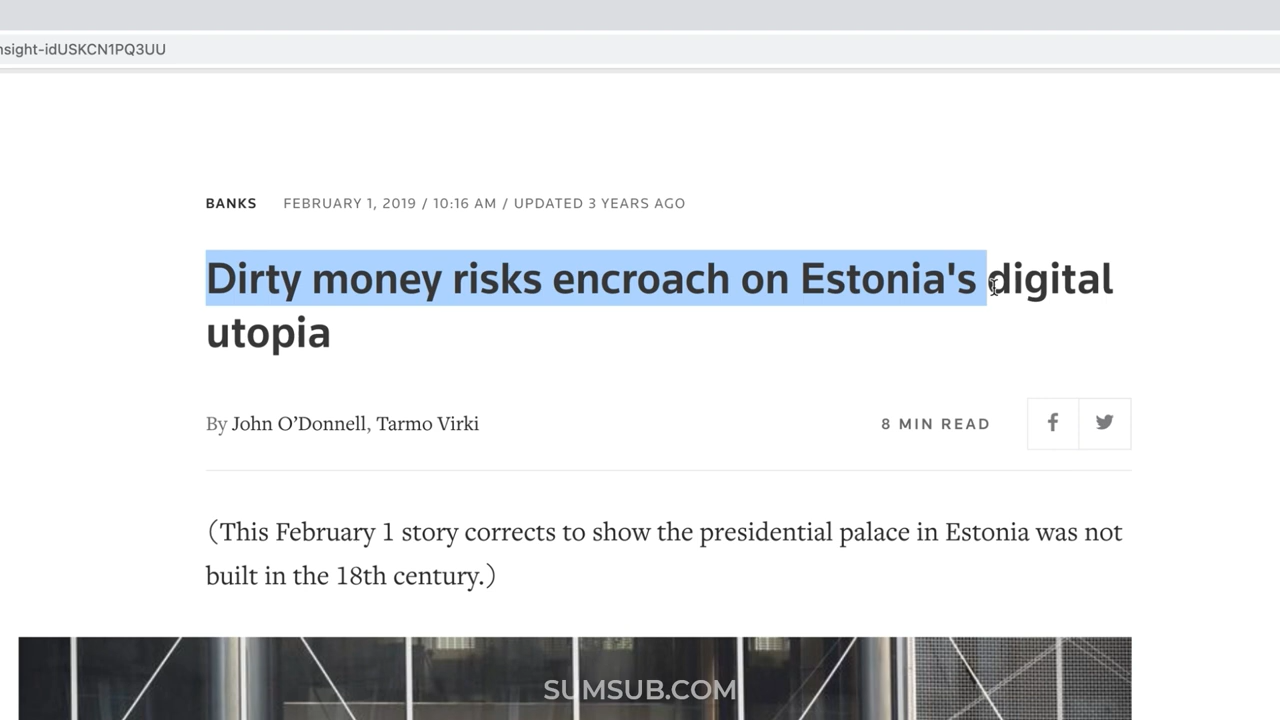 nsight-idUSKCN1PQ3UU
BANKS FEBRUARY 1, 2019 / 10:16 AM / UPDATED 3 YEARS AGO
Dirty money risks encroach on Estonia's digital
utopia
By John O’Donnell, Tarmo Virki 8 MIN READ
(This February 1 story corrects to show the presidential palace in Estonia was not
built in the 18th century.)
SUMSUB.COM